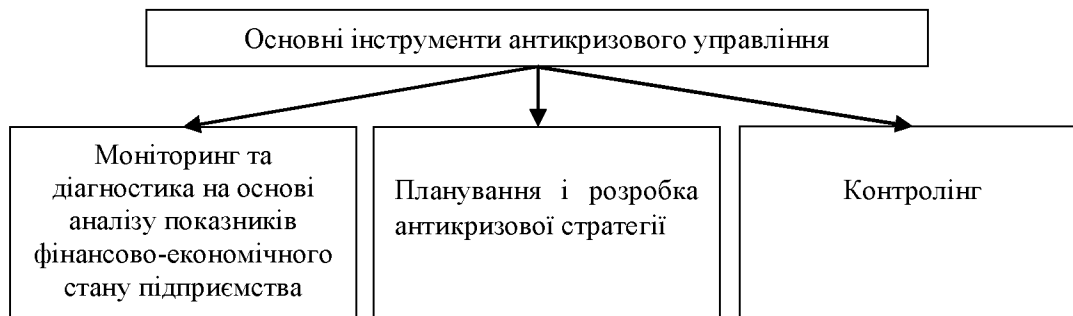 Основні інструменти антикризового управління
Моніторинг та
діагностика на основі
аналізу показників
фінансово-економічного
стану підприємства
Планування і розробка
антикризової стратегії
Контролінг